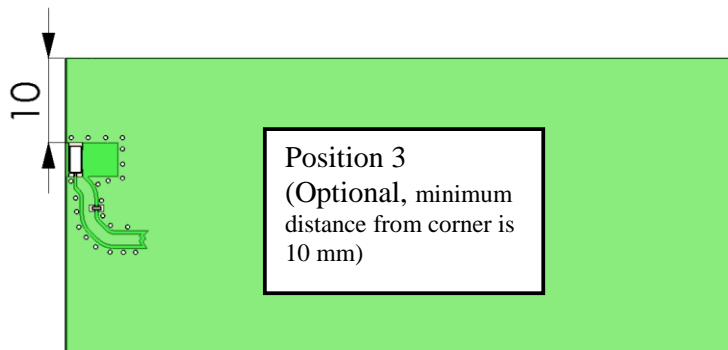 10
Position 3
(Optional, minimum
distance from corner is
10 mm)